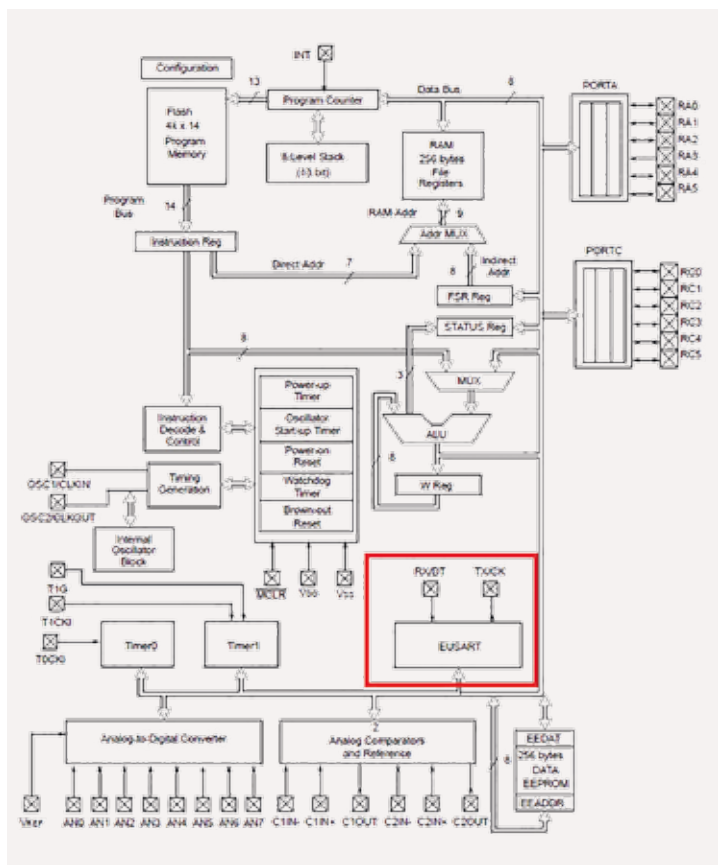 INT
Configuration
13
Program Counter
Data Bus
8
PORTA
Flash
4k x 14
Program
Memory
8-Level Stack
(13 bit)
RAM
256 bytes
File
Registers
RA0
RA1
RA2
RA3
RA4
RA5
Program
Bus
14
RAM Addr
9
Addr MUX
Instruction Reg
Direct Addr
7
Indirect
Addr
8
FSR Reg
STATUS Reg
PORTC
RC0
RC1
RC2
RC3
RC4
RC5
8
3
MUX
Power-up
Timer
Oscillator
Start-up Timer
Power-on
Reset
Watchdog
Timer
Brown-out
Reset
Instruction
Decode &
Control
ALU
8
W Reg
OSC1/CLKIN
OSC2/CLKOUT
Timing
Generation
Internal
Oscillator
Block
MCLR
Vss
T1G
T1CKI
T0CKI
Timer0
Timer1
RX/DT
TX/CK
EUSART
Analog-to-Digital Converter
2
Analog Comparators
and Reference
8
EEDAT
256 bytes
DATA
EEPROM
EEADDR
VREF
AN0
AN1
AN2
AN3
AN4
AN5
AN6
AN7
C1IN-
C1IN+
C1OUT
C2IN-
C2IN+
C2OUT